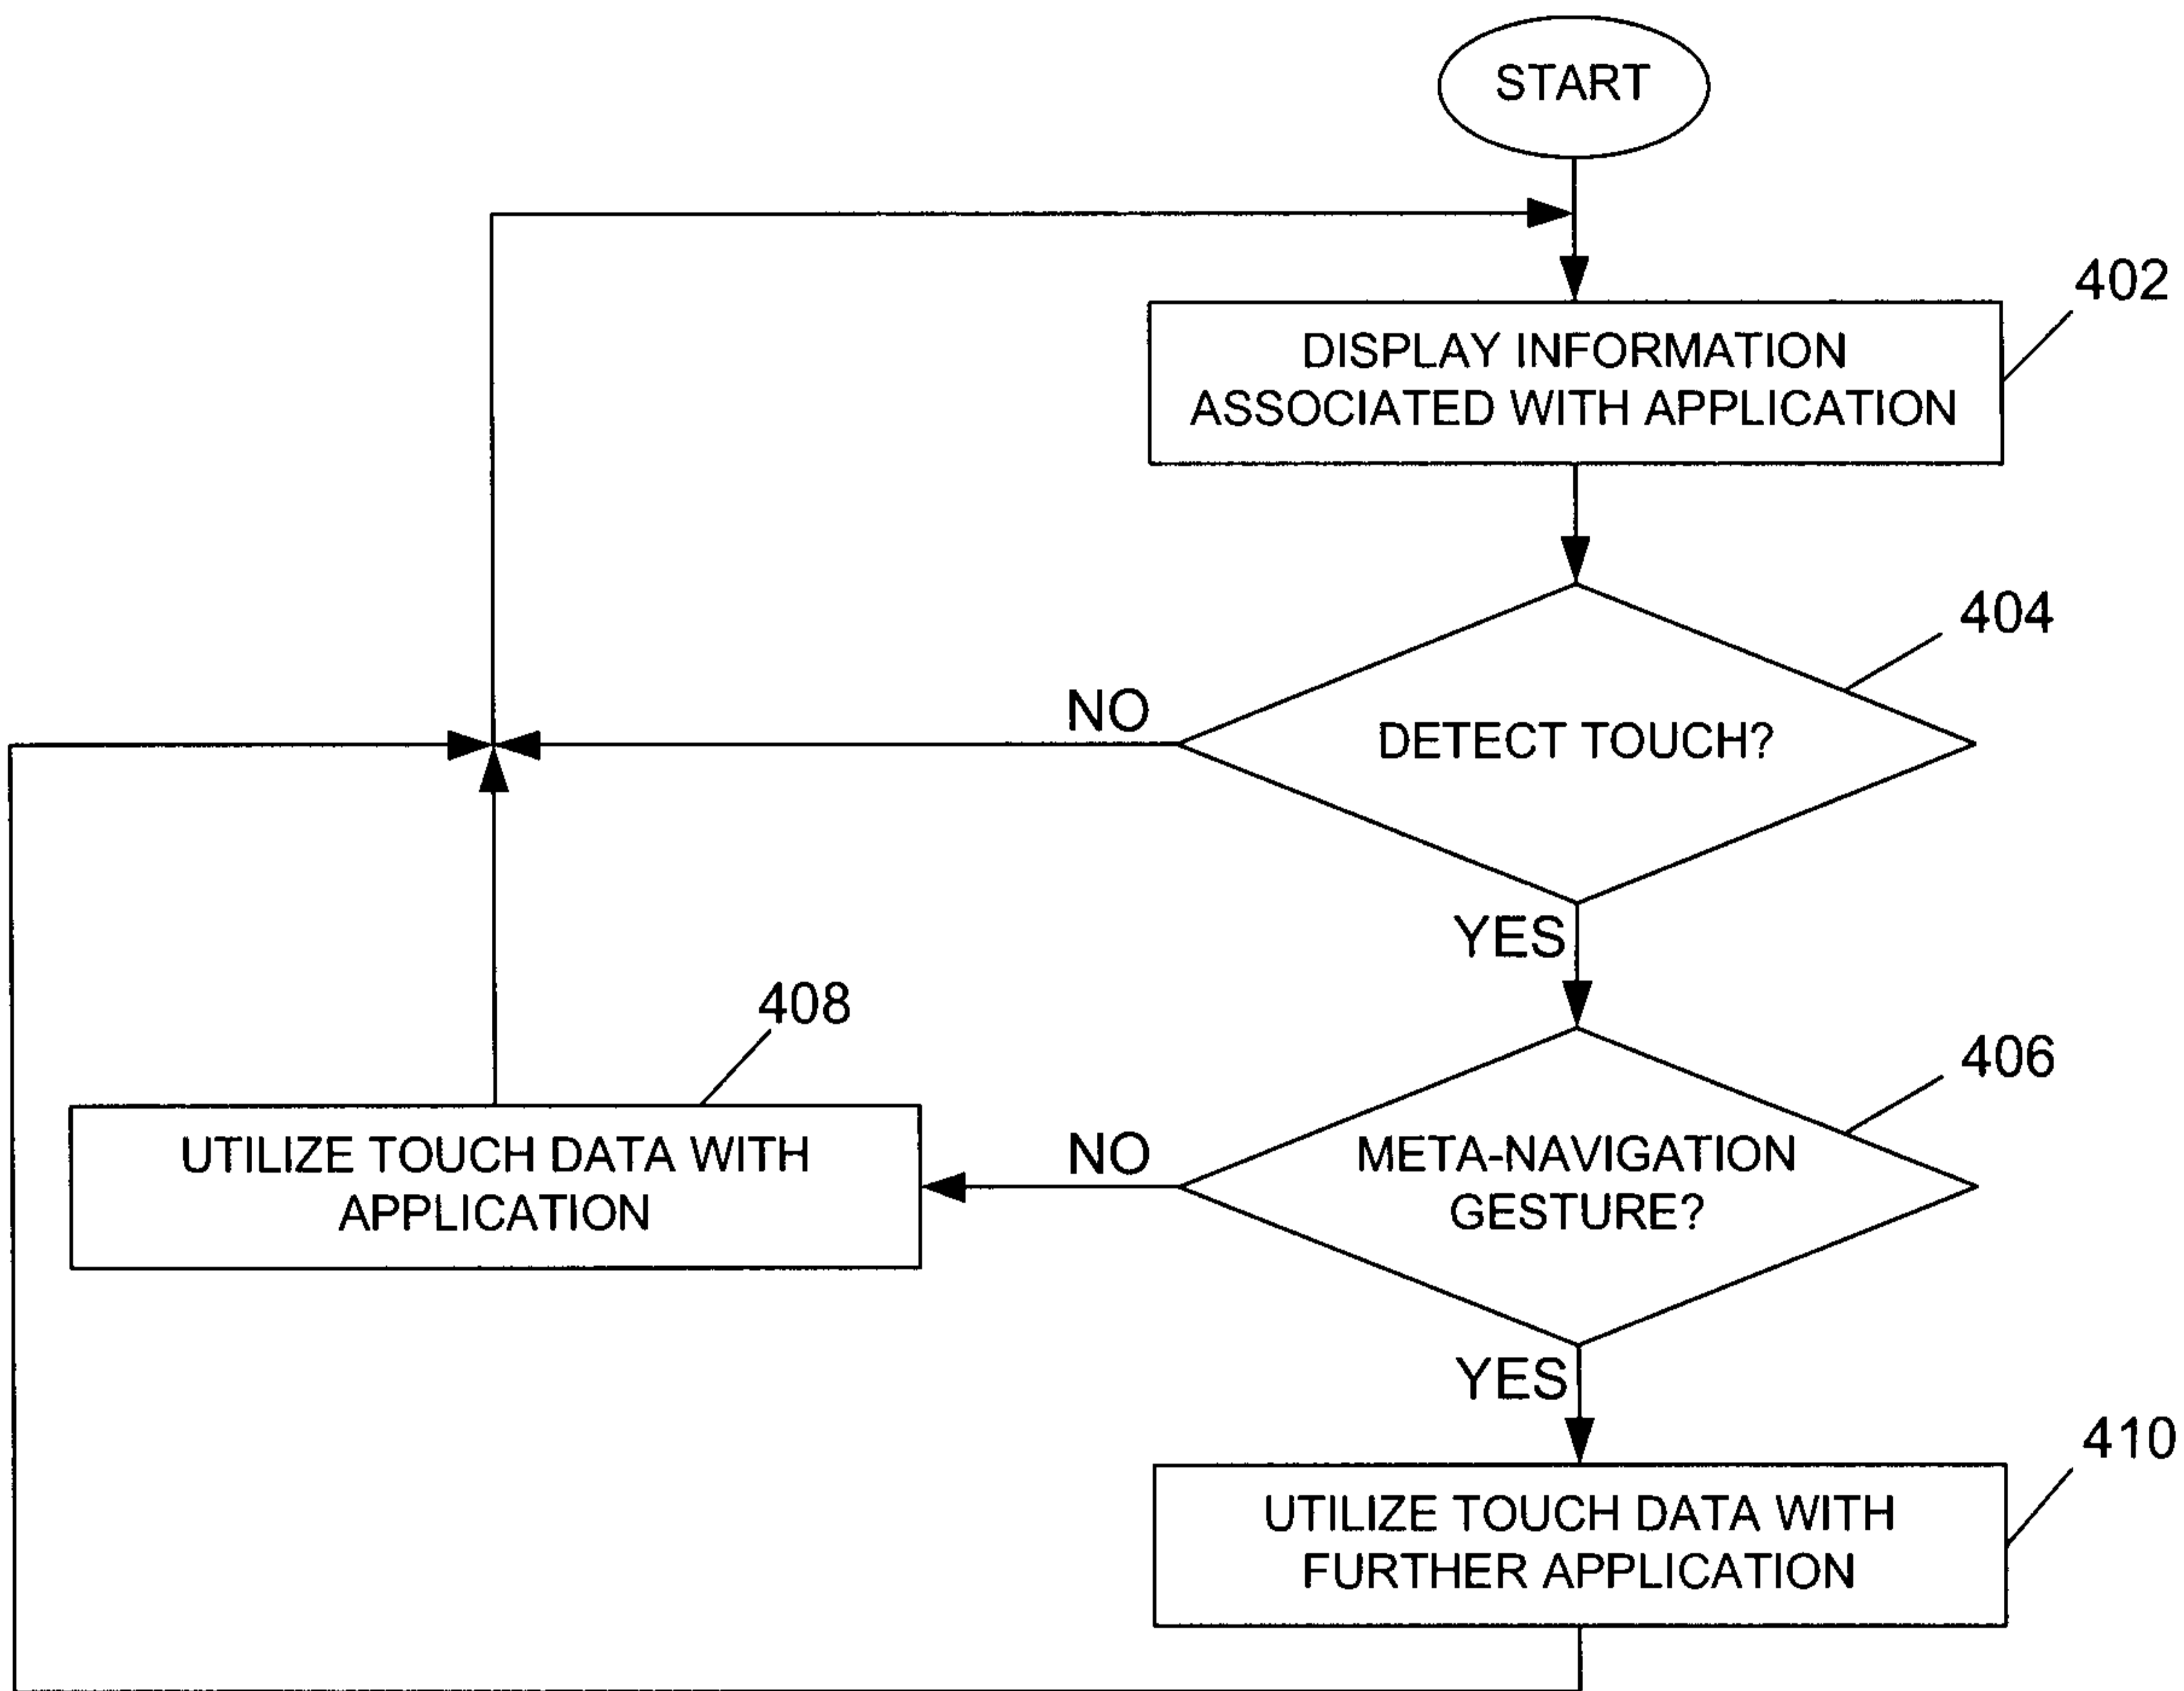 START
402
DISPLAY INFORMATION
ASSOCIATED WITH APPLICATION
404
NO
DETECT TOUCH?
YES
408
406
UTILIZE TOUCH DATA WITH
APPLICATION
NO
META-NAVIGATION
GESTURE?
YES
410
UTILIZE TOUCH DATA WITH
FURTHER APPLICATION